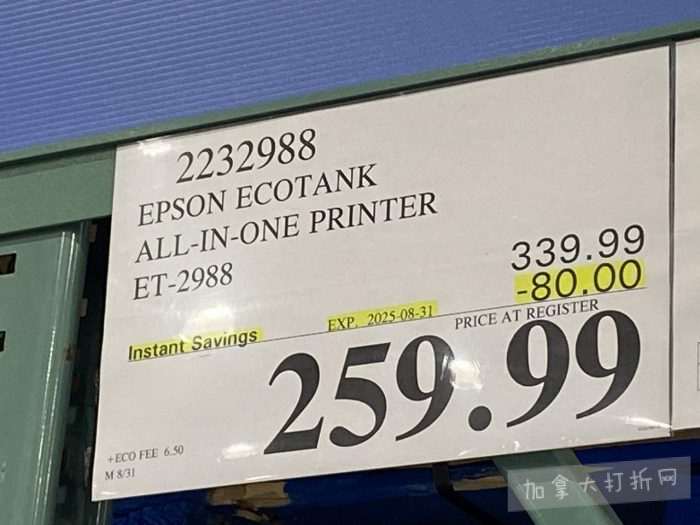 2232988
EPSON ECOTANK
ALL-IN-ONE PRINTER
ET-2988
339.99
-80.00
Instant Savings
EXP. 2025-08-31
PRICE AT REGISTER
259.99
+ECO FEE 6.50
M 8/31
加拿大打折网